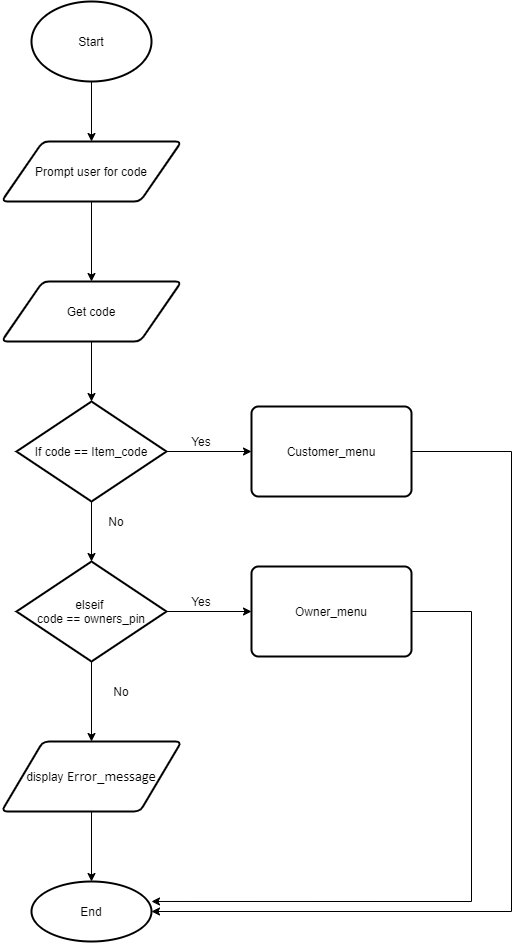 Start
Prompt user for code
Get code
If code == Item_code
Yes
Customer_menu
No
elseif
code == owners_pin
Yes
Owner_menu
No
display Error_message
End